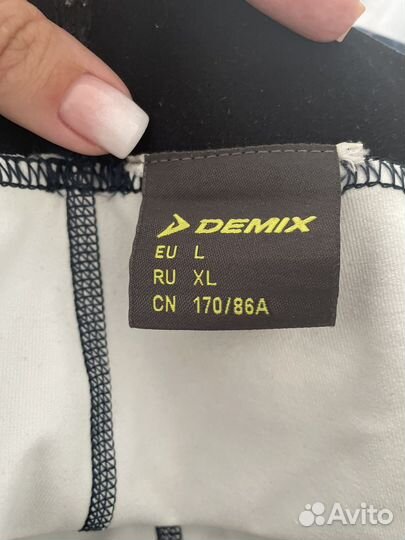 DEMIX
EU L
RU XL
CN 170/86A
Avito